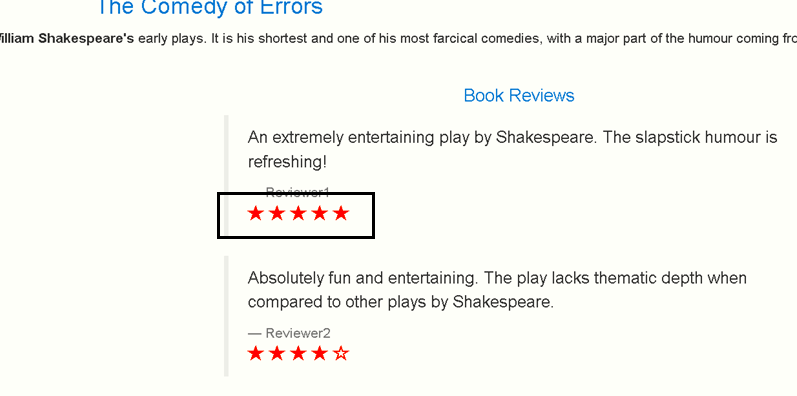 The Comedy of Errors
illiam Shakespeare's early plays. It is his shortest and one of his most farcical comedies, with a major part of the humour coming fro
Book Reviews
An extremely entertaining play by Shakespeare. The slapstick humour is
refreshing!
— Reviewer1
★★★★★
Absolutely fun and entertaining. The play lacks thematic depth when
compared to other plays by Shakespeare.
— Reviewer2
★★★★☆